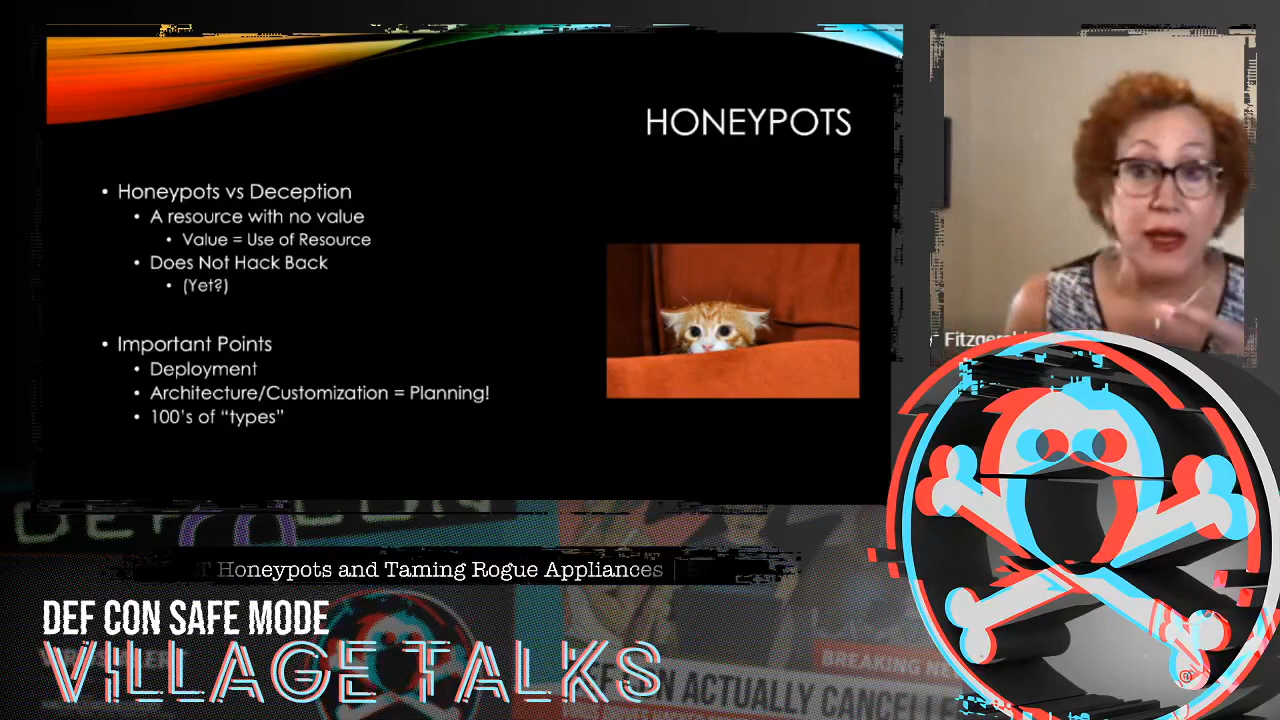 HONEYPOTS
• Honeypots vs Deception
• A resource with no value
• Value = Use of Resource
• Does Not Hack Back
• (Yet?)
• Important Points
• Deployment
• Architecture/Customization = Planning!
• 100's of "types"
T Honeypots and Taming Rogue Appliances
DEF CON SAFE MODE
VILLAGE TALKS
DEF CON
BREAKING
ACTUALLY
®